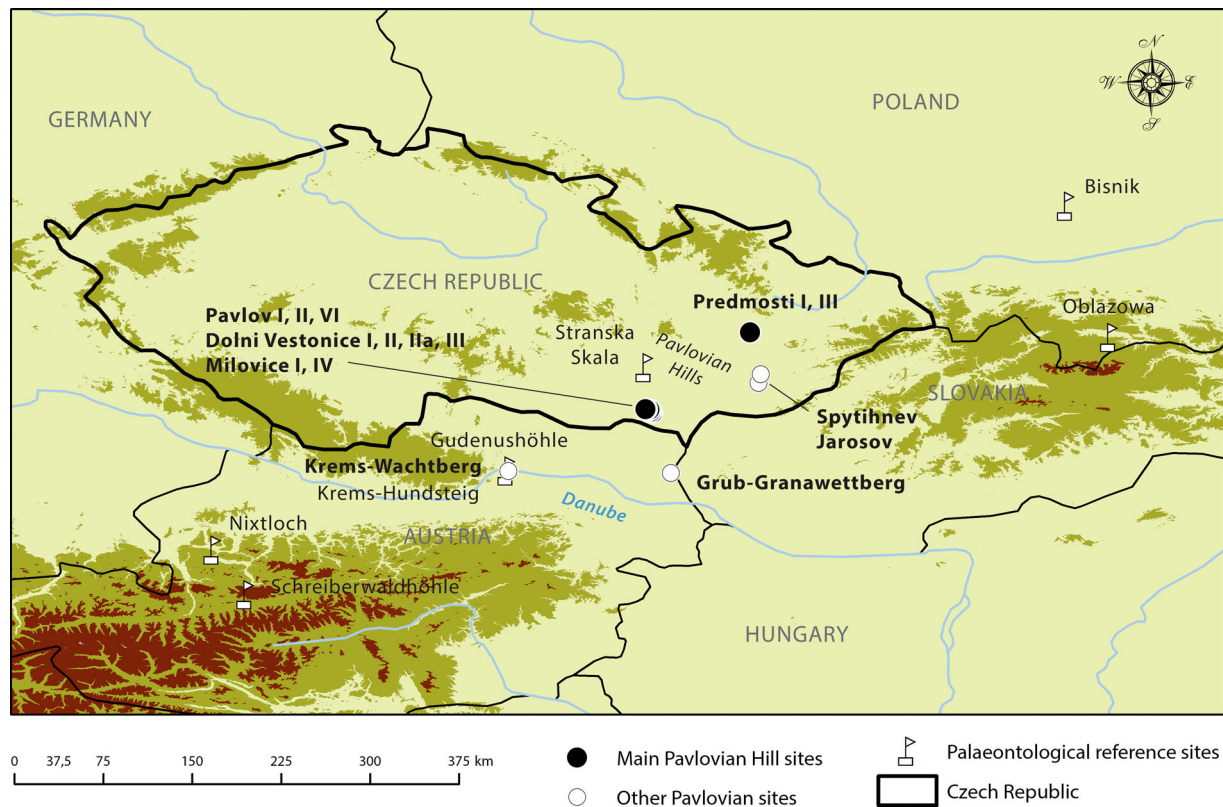 N
W
E
S
GERMANY
POLAND
Bisnik
CZECH REPUBLIC
Pavlov I, II, VI
Dolni Vestonice I, II, IIa, III
Milovice I, IV
Predmosti I, III
Stranska
Skala
Pavlovian
Hills
Oblazowa
SLOVAKIA
Spytihnev
Jarosov
Gudenushöhle
Krems-Wachtberg
Krems-Hundsteig
Grub-Granawettberg
Danube
Nixtloch
AUSTRIA
Schreiberwaldhöhle
HUNGARY
0 37,5 75 150 225 300 375 km
Main Pavlovian Hill sites
Other Pavlovian sites
Palaeontological reference sites
Czech Republic